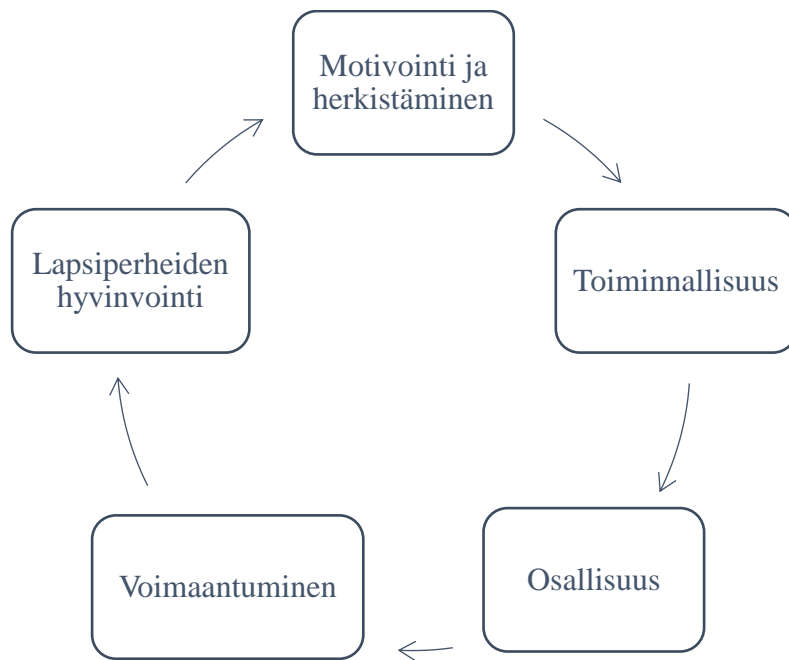 Motivointi ja
herkistäminen
Toiminnallisuus
Osallisuus
Voimaantuminen
Lapsiperheiden
hyvinvointi